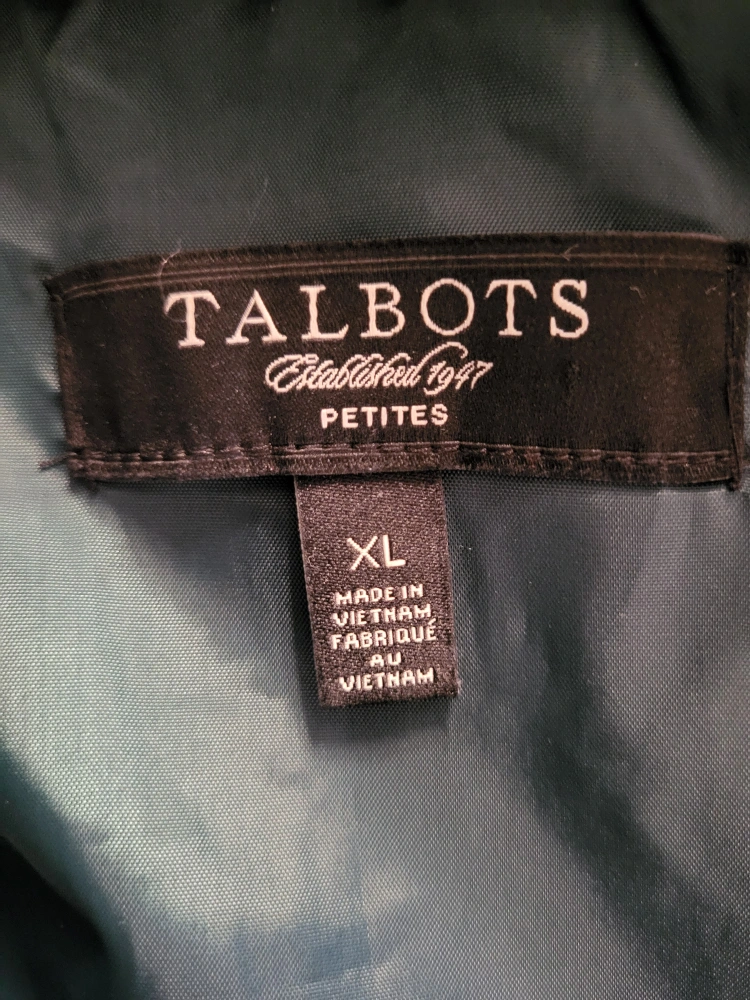 TALBOTS
Established 1947
PETITES
XL
MADE IN
VIETNAM
FABRIQUÉ
AU
VIETNAM